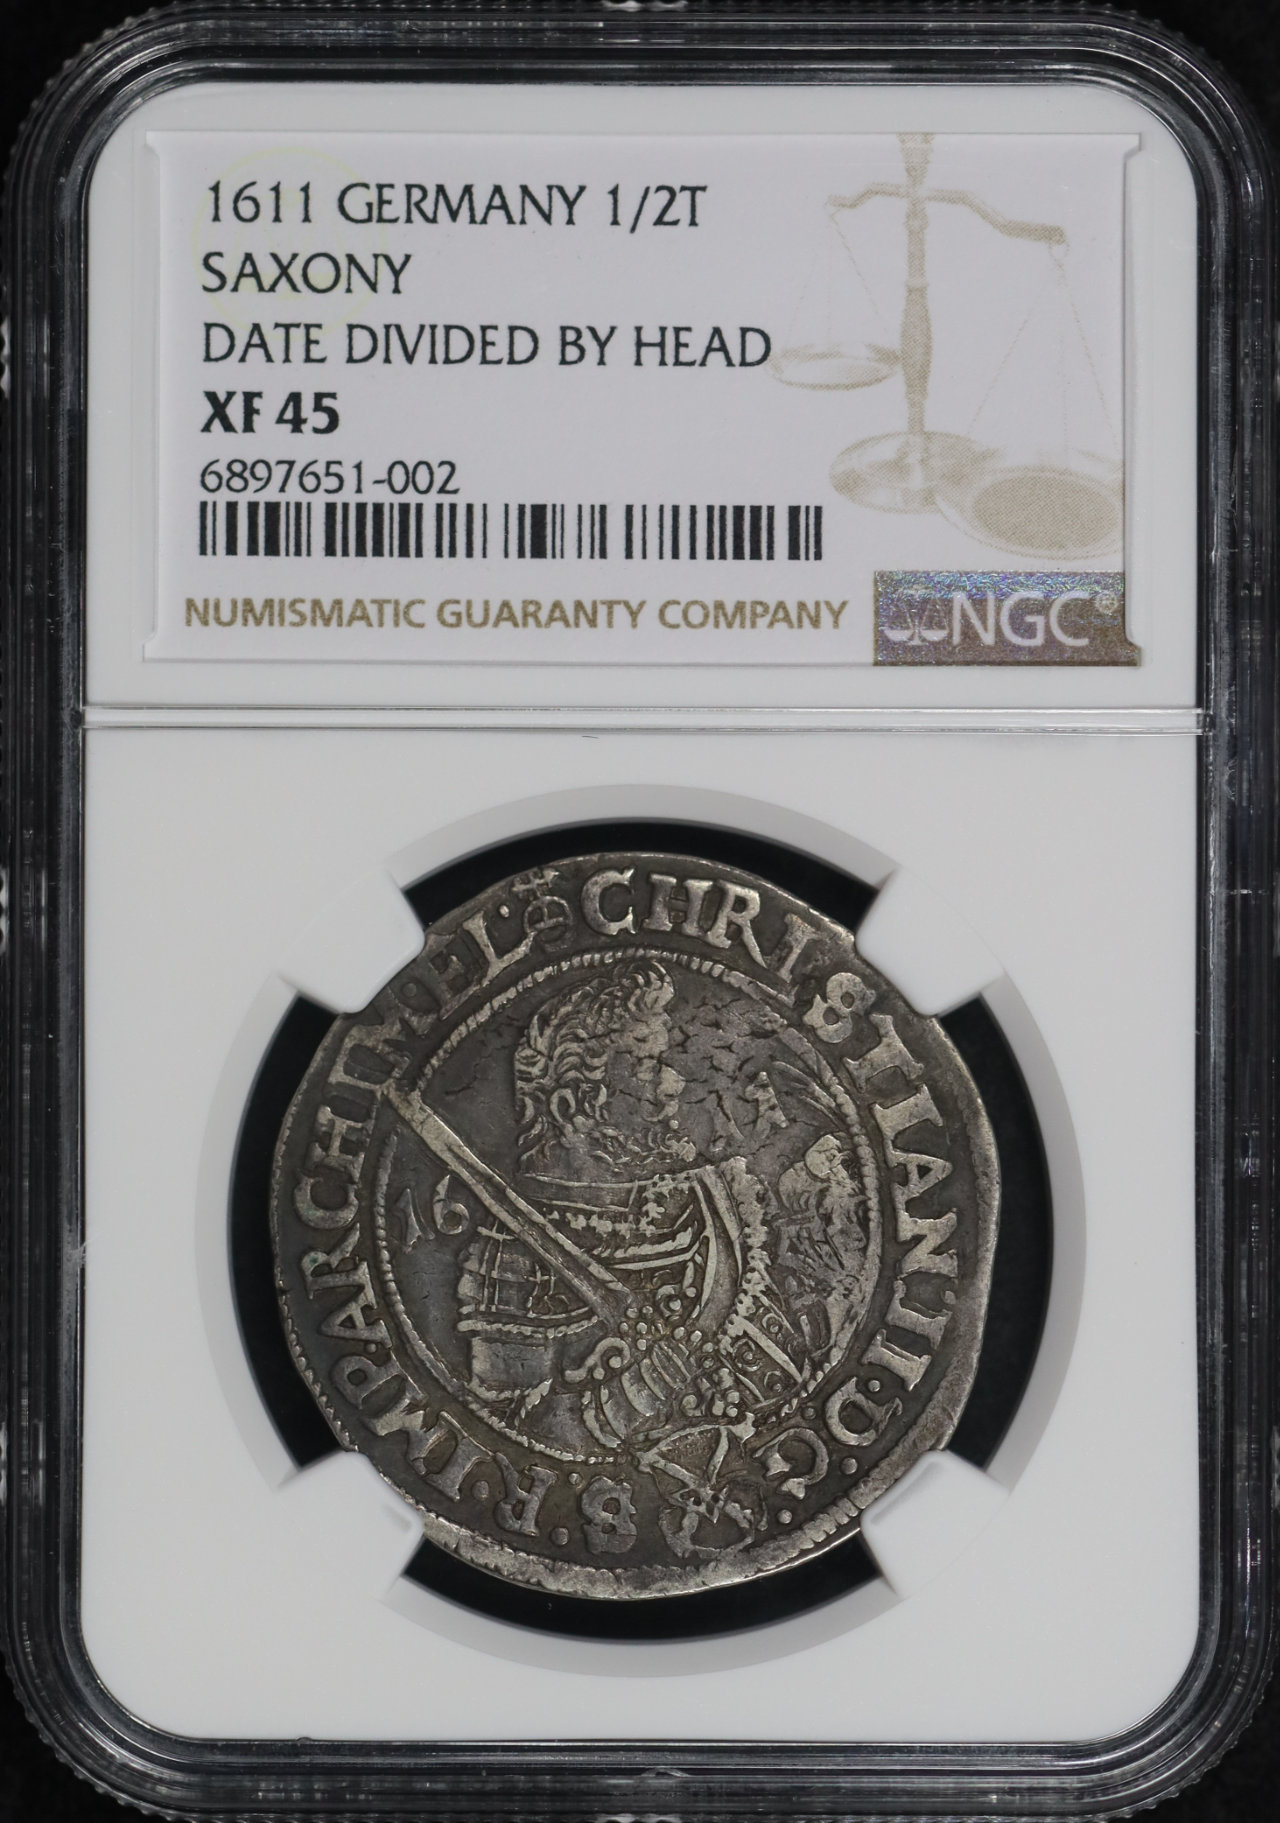 1611 GERMANY 1/2T
SAXONY
DATE DIVIDED BY HEAD
XF 45
6897651-002
NUMISMATIC GUARANTY COMPANY
NGC®
CHRISTIAN·II·D:G:
S·R·IMP·ARCHIM·EL·
16 11